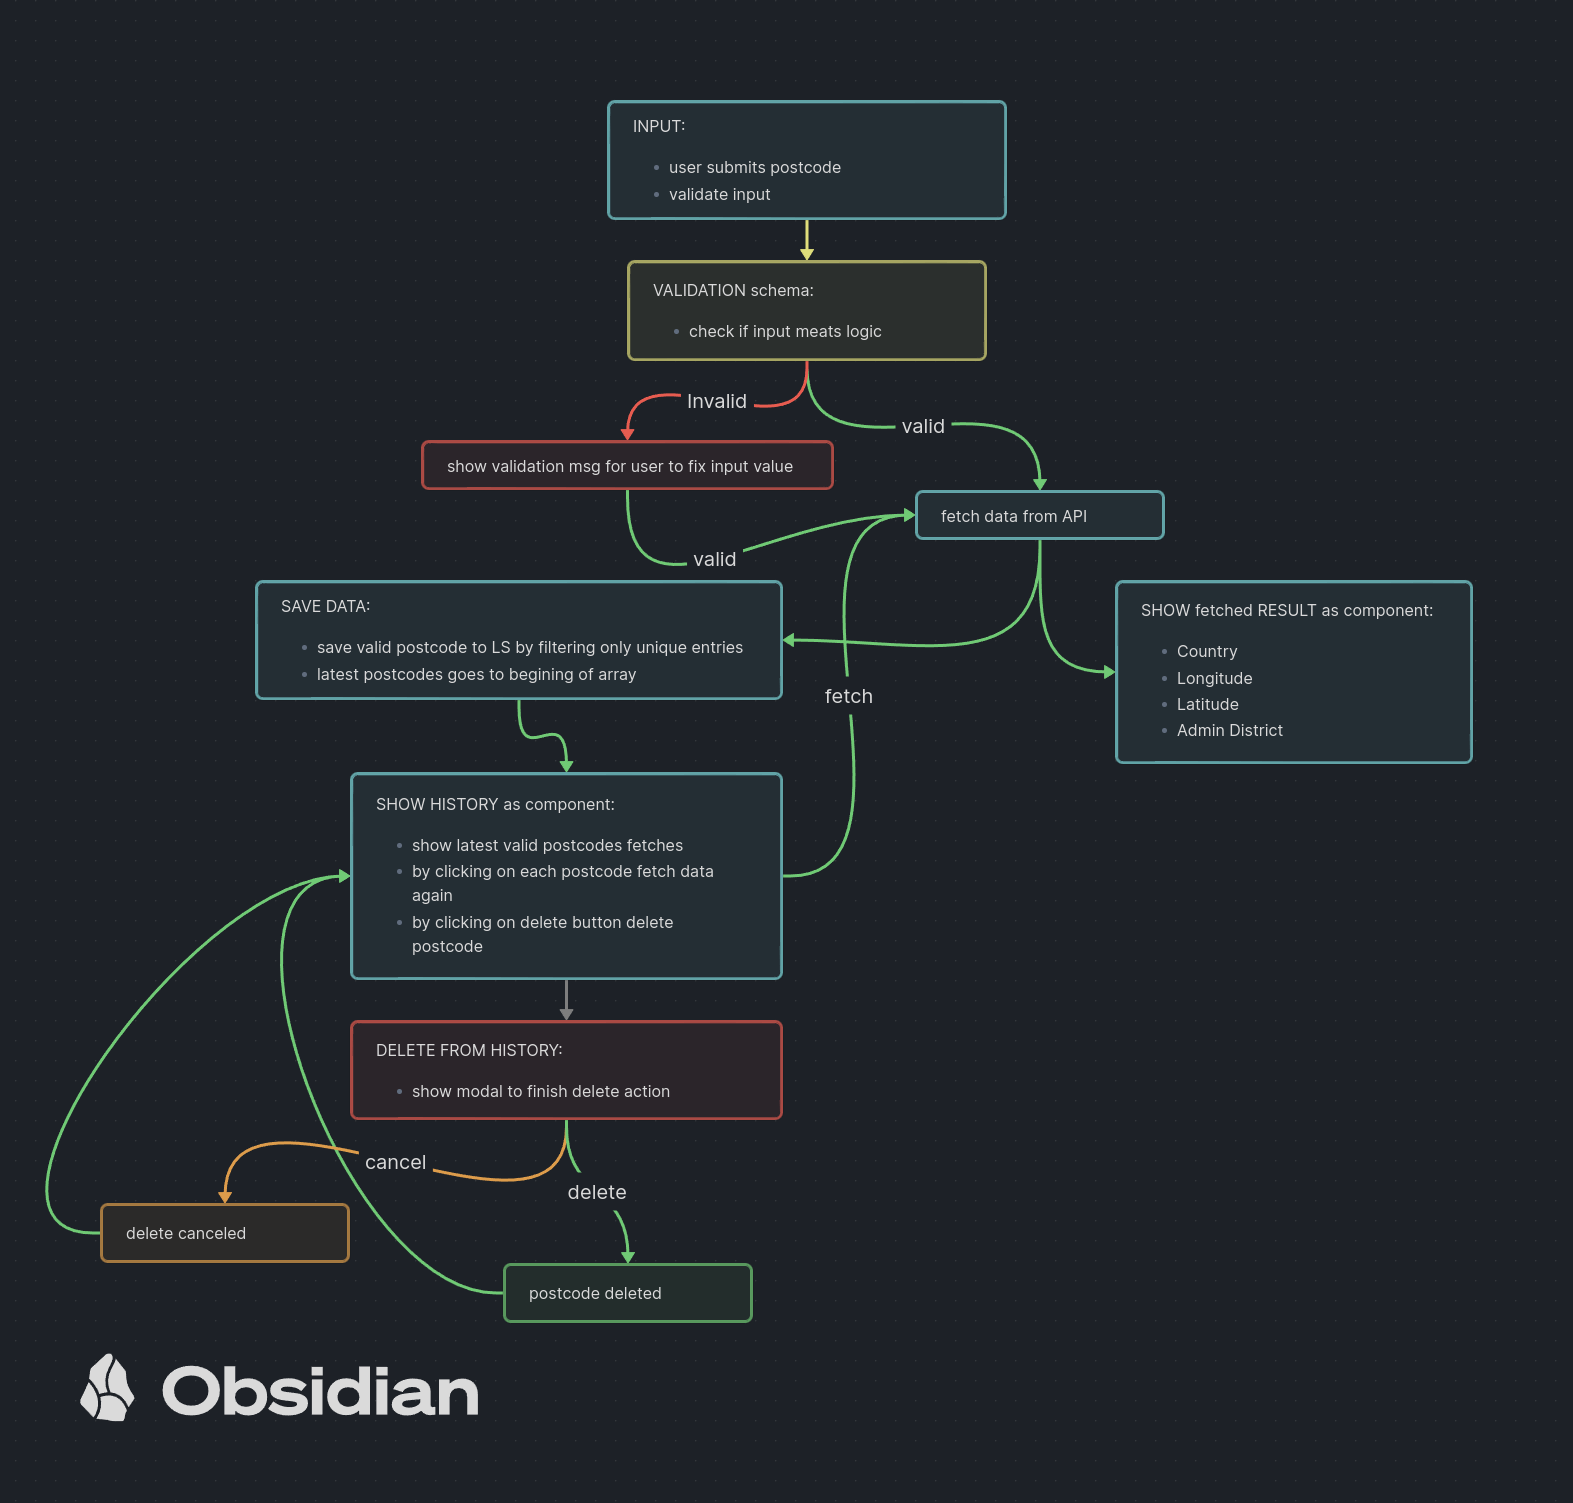 INPUT:
user submits postcode
validate input
VALIDATION schema:
check if input meats logic
Invalid
valid
show validation msg for user to fix input value
fetch data from API
valid
SAVE DATA:
save valid postcode to LS by filtering only unique entries
latest postcodes goes to begining of array
SHOW fetched RESULT as component:
Country
Longitude
Latitude
Admin District
fetch
SHOW HISTORY as component:
show latest valid postcodes fetches
by clicking on each postcode fetch data
again
by clicking on delete button delete
postcode
DELETE FROM HISTORY:
show modal to finish delete action
cancel
delete
delete canceled
postcode deleted
Obsidian